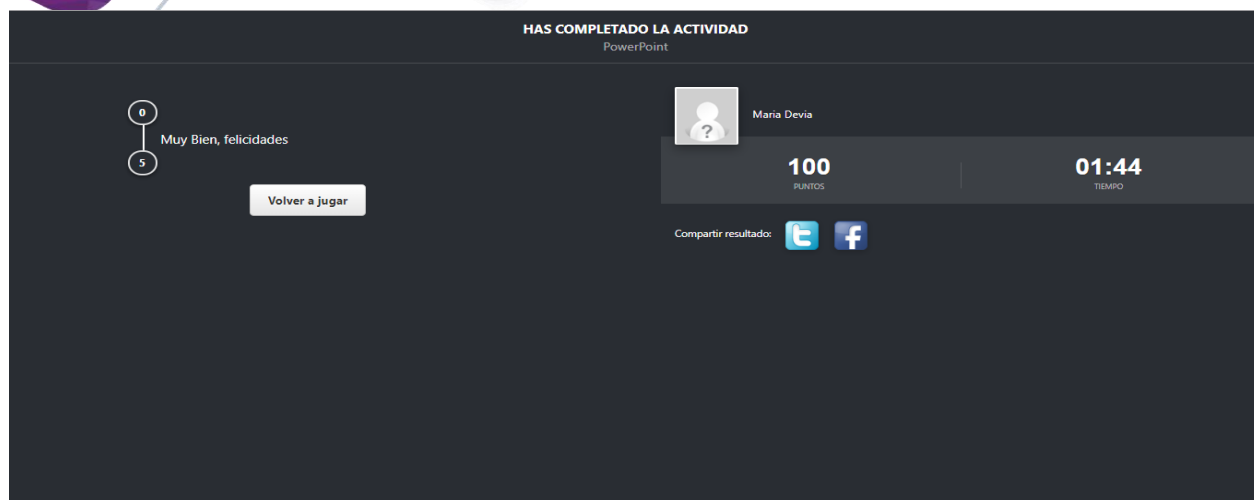 HAS COMPLETADO LA ACTIVIDAD
PowerPoint
0
Muy Bien, felicidades
5
Volver a jugar
?
Maria Devia
100
PUNTOS
01:44
TIEMPO
Compartir resultado: